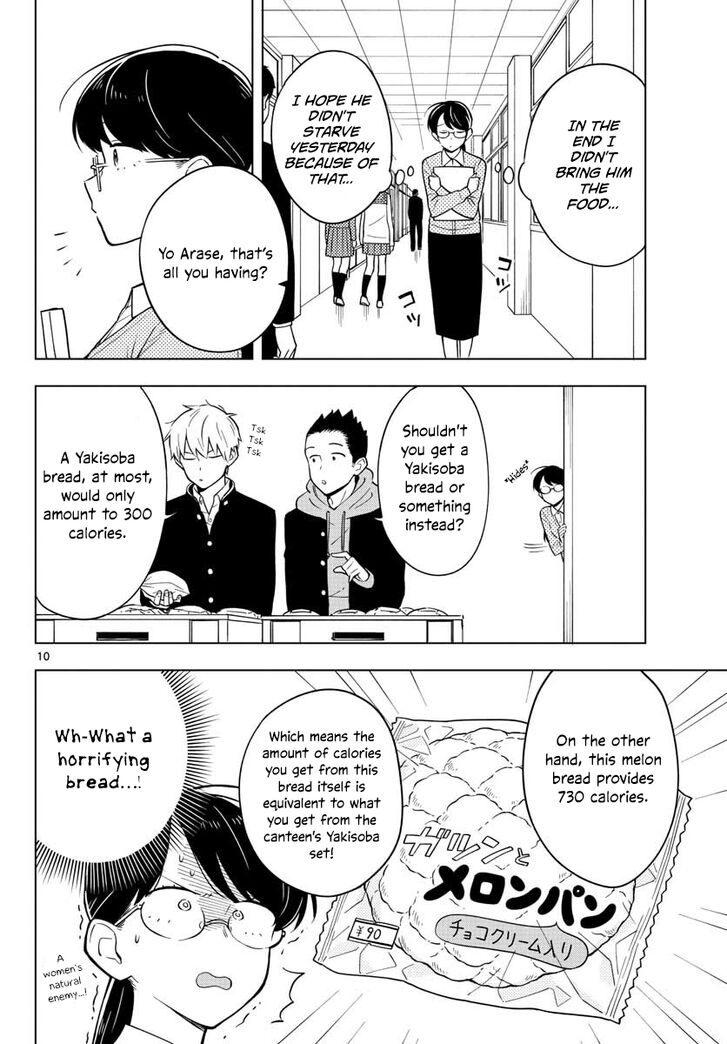 IN THE
END I
DIDN'T
BRING HIM
THE
FOOD...
I HOPE HE
DIDN'T
STARVE
YESTERDAY
BECAUSE OF
THAT...
コツ
コツ
Yo Arase, that's
all you having?
*Hides*
Shouldn't
you get a
Yakisoba
bread or
something
instead?
Tsk
Tsk
Tsk
A Yakisoba
bread, at most,
would only
amount to 300
calories.
10
On the other
hand, this melon
bread provides
730 calories.
ガツンと
メロンパン
チョコクリーム入り
¥90
Which means the
amount of calories
you get from this
bread itself is
equivalent to what
you get from the
canteen's Yakisoba
set!
Wh-What a
horrifying
bread...!
A
women's
natural
enemy...!